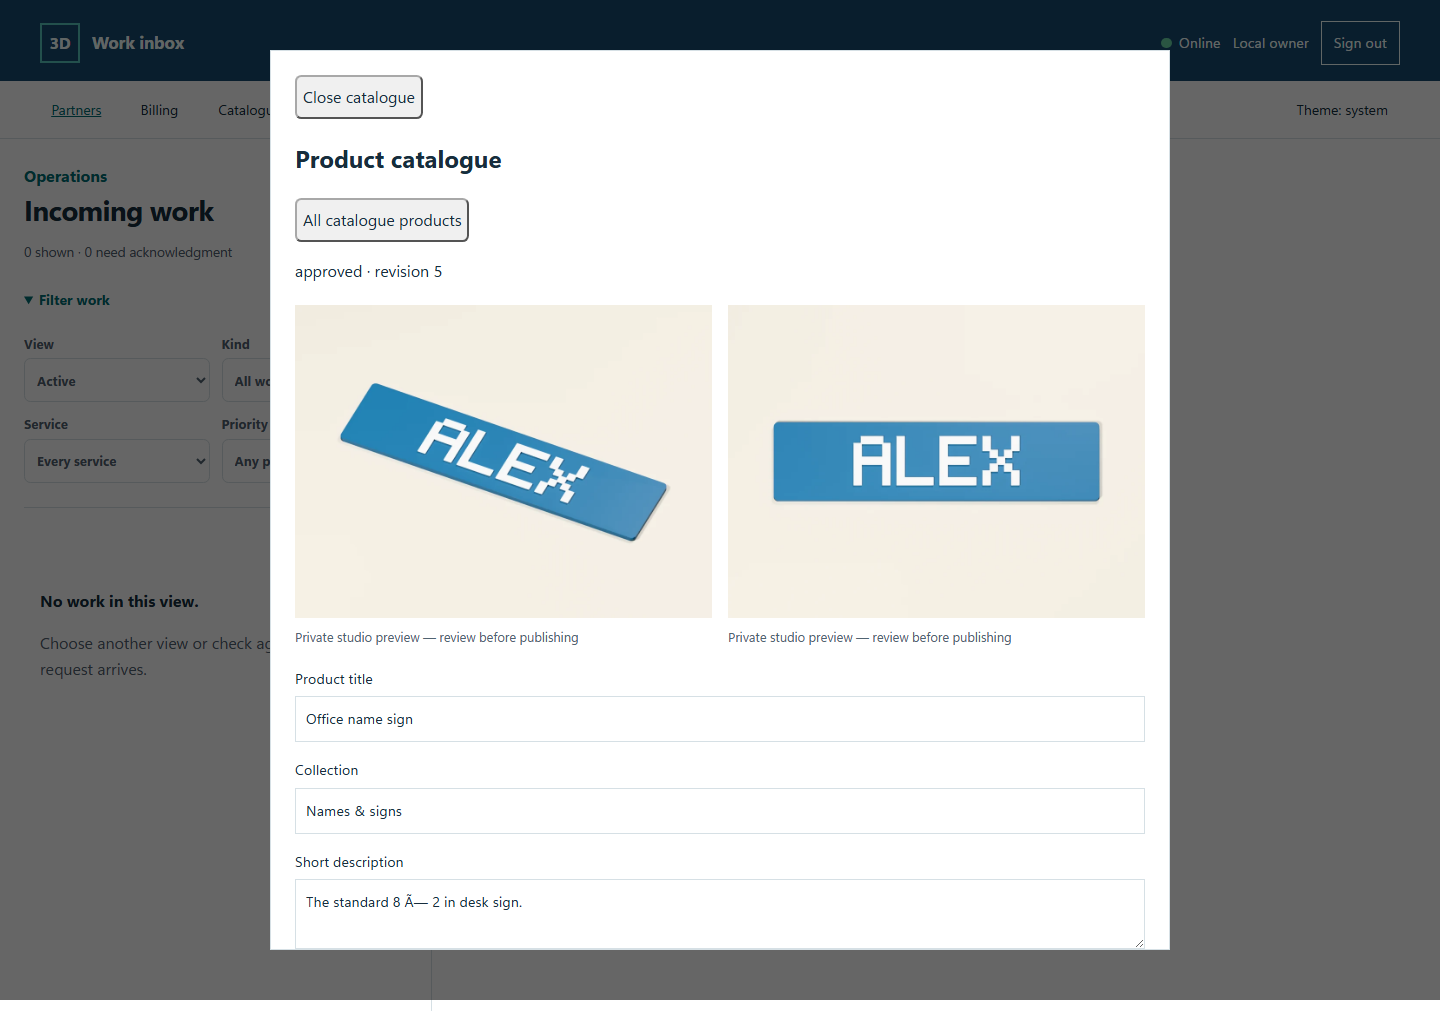 3D Work inbox
Online Local owner Sign out
Partners Billing Theme: system
Close catalogue
Operations
Incoming work
0 shown · 0 need acknowledgment
Filter work
View Kind
Active
Service Priority
Every service Any
No work in this view.
Choose another view or check
request arrives.
Product catalogue
All catalogue products
approved · revision 5
ALEX
ALEX
Private studio preview — review before publishing
Private studio preview — review before publishing
Product title
Office name sign
Collection
Names & signs
Short description
The standard 8 Ã— 2 in desk sign.